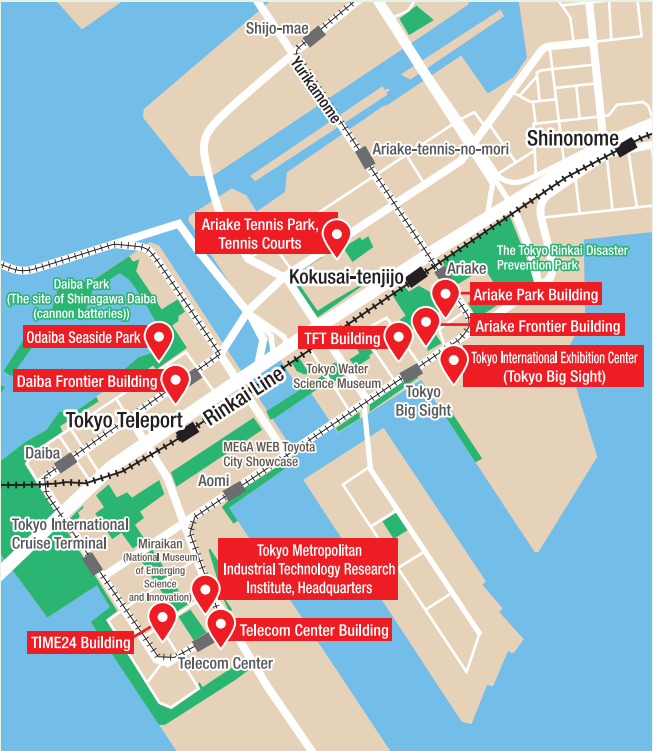 Shijo-mae
Yurikamome
Ariake-tennis-no-mori
Shinonome
Ariake Tennis Park,
Tennis Courts
Kokusai-tenjijo
Ariake
The Tokyo Rinkai Disaster
Prevention Park
Daiba Park
(The site of Shinagawa Daiba
(cannon batteries))
Odaiba Seaside Park
Ariake Park Building
Ariake Frontier Building
TFT Building
Tokyo International Exhibition Center
(Tokyo Big Sight)
Daiba Frontier Building
Tokyo Water
Science Museum
Tokyo
Big Sight
Rinkai Line
Tokyo Teleport
Daiba
MEGA WEB Toyota
City Showcase
Aomi
Tokyo International
Cruise Terminal
Miraikan
(National Museum
of Emerging
Science
and Innovation)
Tokyo Metropolitan
Industrial Technology Research
Institute, Headquarters
TIME24 Building
Telecom Center Building
Telecom Center